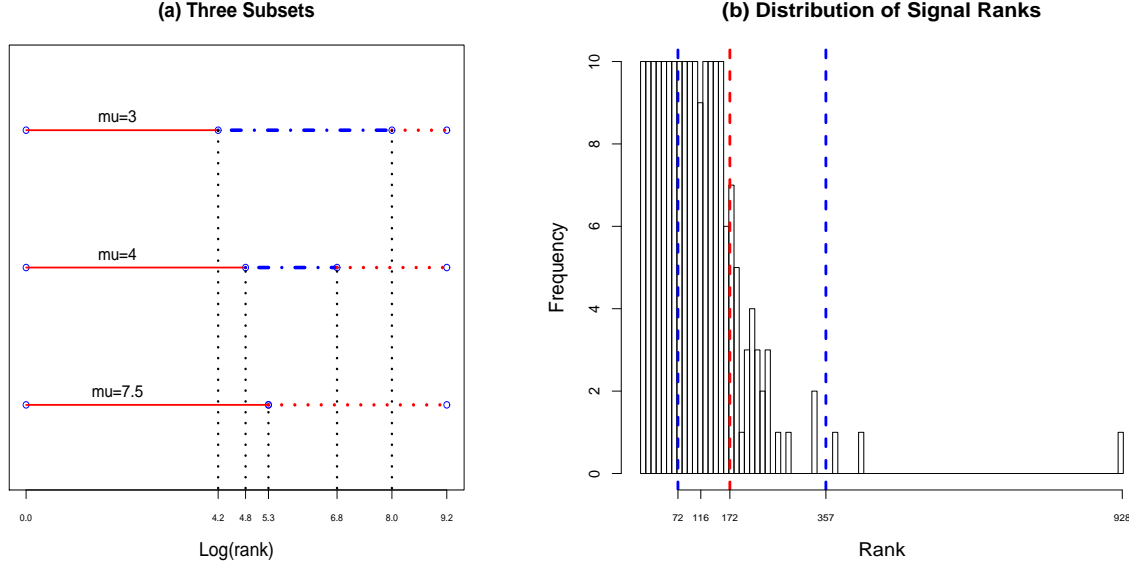 (a) Three Subsets
mu=3
mu=4
mu=7.5
0.0 4.2 4.8 5.3 6.8 8.0 9.2
Log(rank)
(b) Distribution of Signal Ranks
10
8
6
4
2
0
Frequency
72 116 172 357 928
Rank